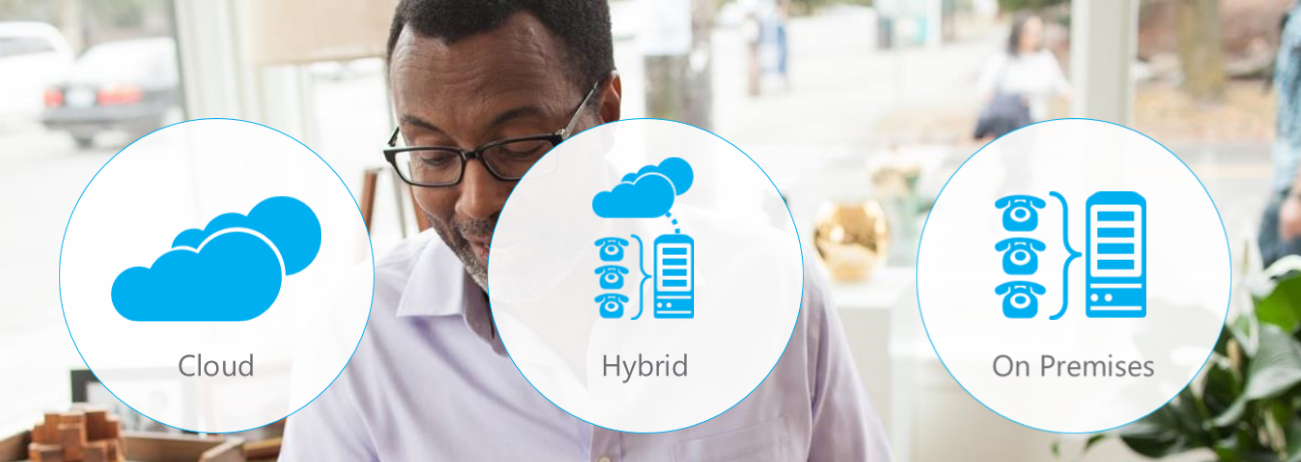 Cloud
Hybrid
On Premises